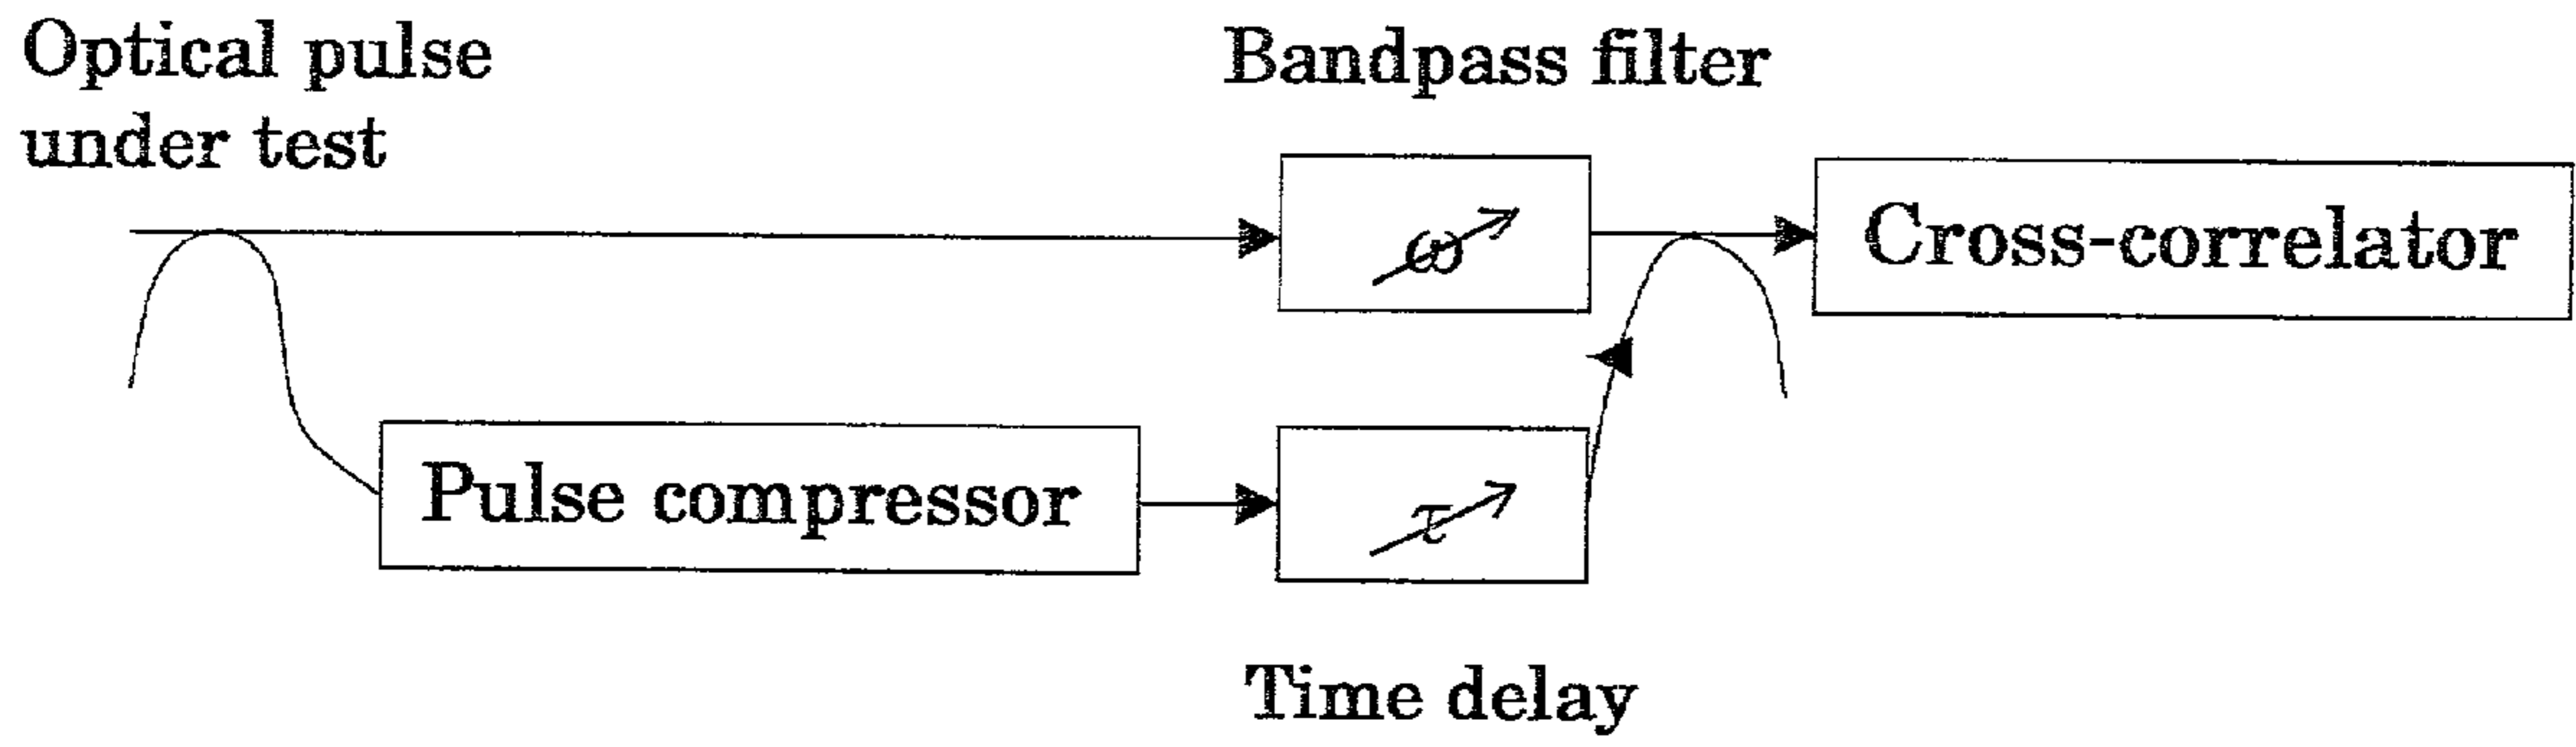 Optical pulse
under test
Bandpass filter
ω
Cross-correlator
Pulse compressor
τ
Time delay